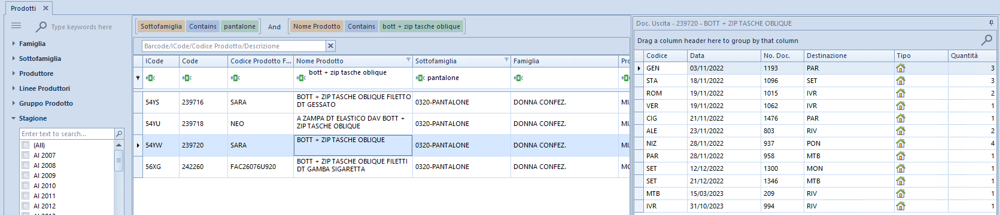 Prodotti
Type keywords here
Famiglia
Sottofamiglia
Produttore
Linee Produttori
Gruppo Prodotto
Stagione
Enter text to search...
(All)
AI 2007
AI 2008
AI 2009
AI 2010
AI 2011
AI 2012
Sottofamiglia Contains pantalone And Nome Prodotto Contains bott + zip tasche oblique
Barcode/ICode/Codice Prodotto/Descrizione
ICode Code Codice Prodotto F... Nome Prodotto Sottofamiglia Famiglia Pro
bott + zip tasche oblique pantalone
54YS 239716 SARA BOTT + ZIP TASCHE OBLIQUE FILETTO DT GESSATO 0320-PANTALONE DONNA CONFEZ. MI
54YU 239718 NEO A ZAMPA DT ELASTICO DAV BOTT + ZIP TASCHE OBLIQUE 0320-PANTALONE DONNA CONFEZ. MI
54YW 239720 SARA BOTT + ZIP TASCHE OBLIQUE 0320-PANTALONE DONNA CONFEZ. MI
56XG 242260 FAC26076U920 BOTT + ZIP TASCHE OBLIQUE FILETTI DT GAMBA SIGARETTA 0320-PANTALONE DONNA CONFEZ. MO
Doc. Uscita - 239720 - BOTT + ZIP TASCHE OBLIQUE
Drag a column header here to group by that column
Codice Data No. Doc. Destinazione Tipo Quantità
GEN 03/11/2022 1193 PAR 3
STA 18/11/2022 1096 SET 3
ROM 19/11/2022 1015 IVR 2
VER 19/11/2022 1062 IVR 1
CIG 21/11/2022 1476 PAR 1
ALE 23/11/2022 803 RIV 2
NIZ 28/11/2022 937 PON 4
PAR 28/11/2022 958 MTB 1
SET 12/12/2022 1300 MON 1
SET 21/12/2022 1346 MTB 1
MTB 15/03/2023 209 RIV 1
IVR 31/10/2023 994 RIV 1